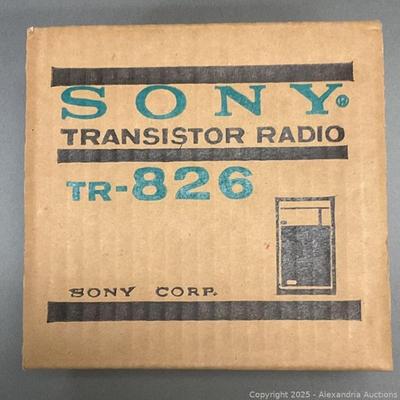 SONY®
TRANSISTOR RADIO
TR-826
SONY CORP.
Copyright 2025 - Alexandria Auctions